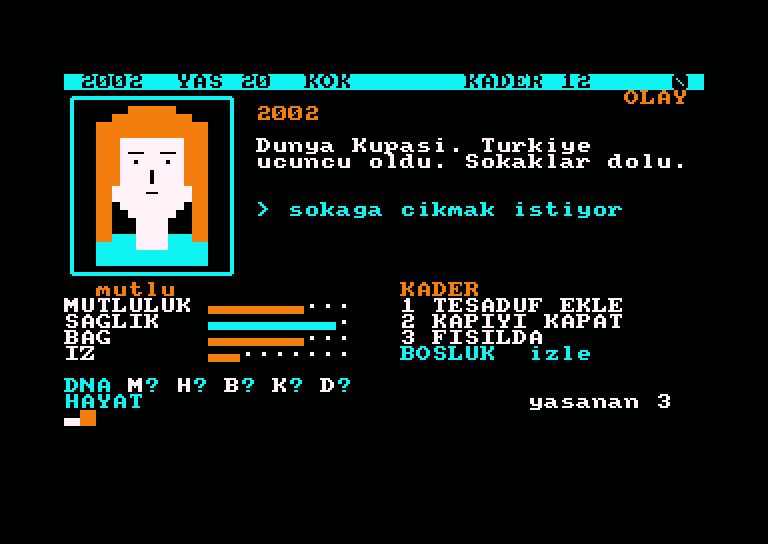 2002 YAS 20 KOK KADER 12 N
OLAY
2002
Dunya Kupasi. Turkiye
ucuncu oldu. Sokaklar dolu.
> sokaga cikmak istiyor
mutlu
MUTLULUK
SAGLIK
BAG
IZ
KADER
1 TESADUF EKLE
2 KAPIYI KAPAT
3 FISILDA
BOSLUK izle
DNA M? H? B? K? D?
HAYAT
yasanan 3